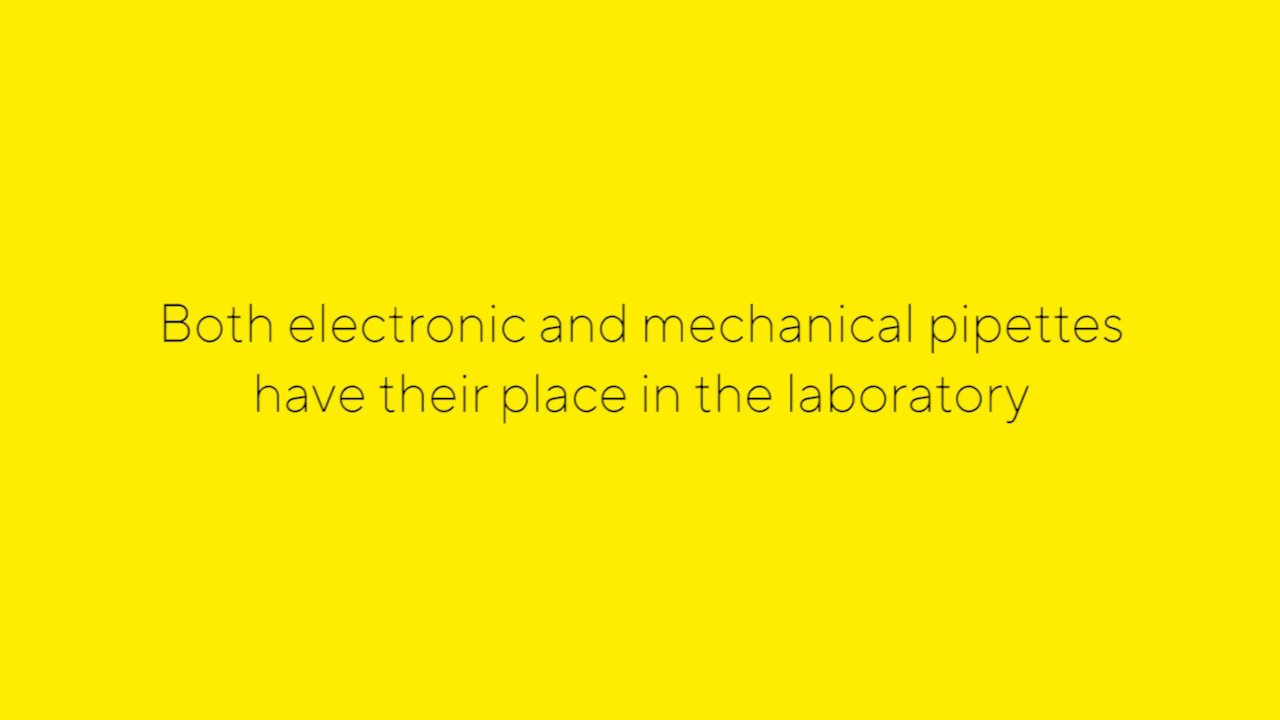 Both electronic and mechanical pipettes
have their place in the laboratory